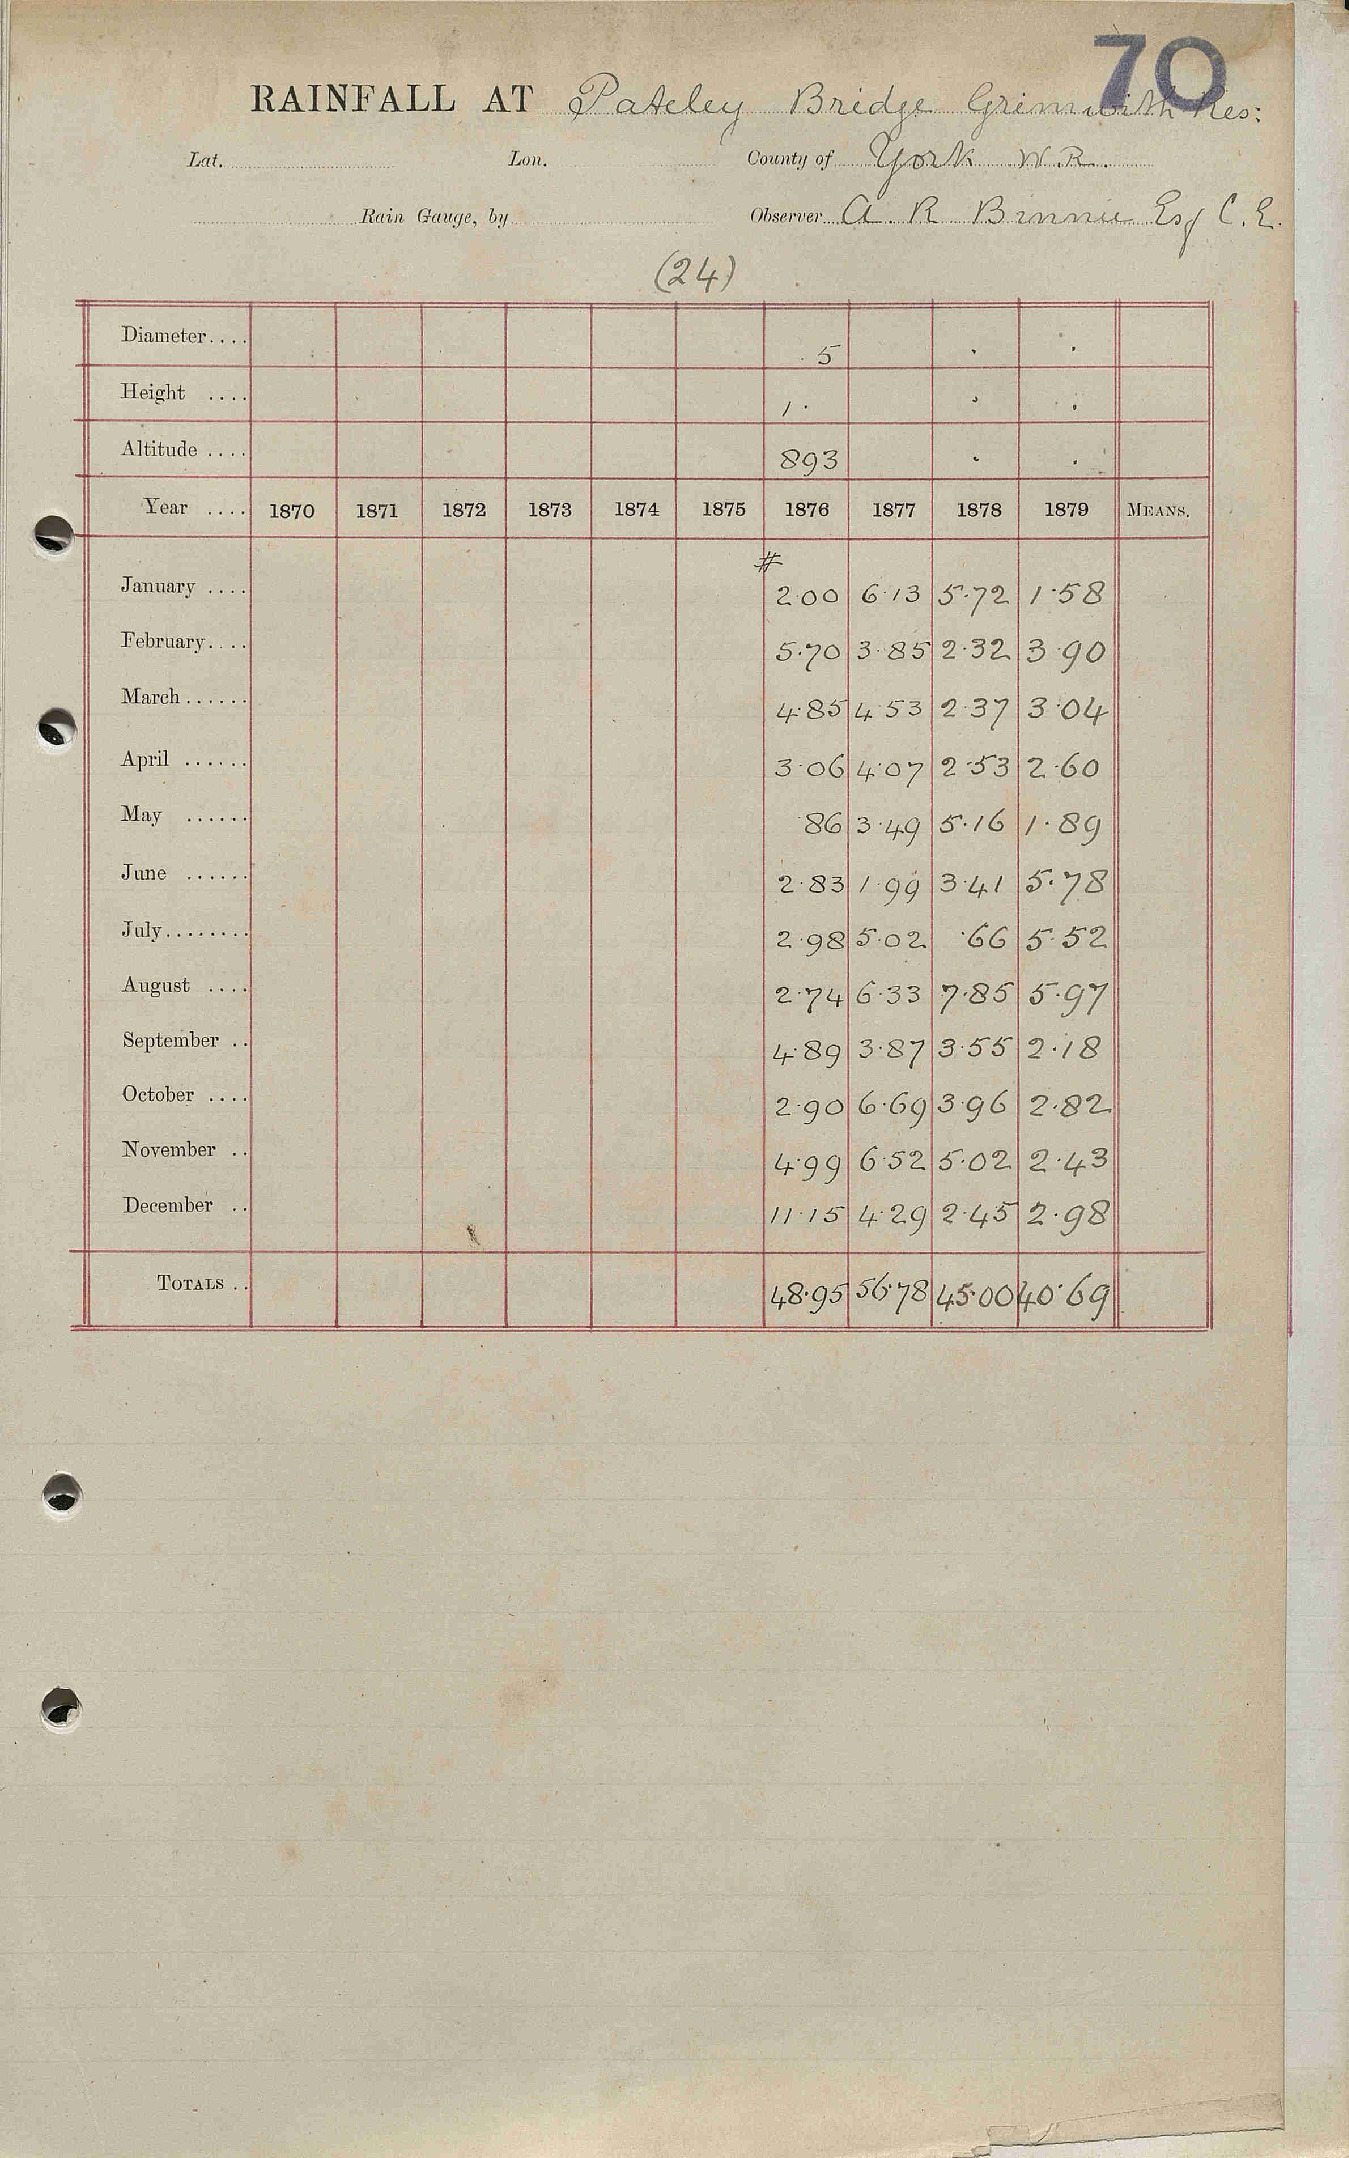 70
RAINFALL AT Pateley Bridge Grimwith Res:
Lat. Lon. County of York W.R.
Rain Gauge, by Observer A. R Binnie Esq C.E.
(24)
Diameter.... 5 . .
Height .... 1. . .
Altitude .... 893 . .
Year .... 1870 1871 1872 1873 1874 1875 1876 1877 1878 1879 MEANS.
#
January .... 2.00 6.13 5.72 1.58
February.... 5.70 3.85 2.32 3.90
March...... 4.85 4.53 2.37 3.04
April ...... 3.06 4.07 2.53 2.60
May ...... .86 3.49 5.16 1.89
June ...... 2.83 1.99 3.41 5.78
July........ 2.98 5.02 .66 5.52
August .... 2.74 6.33 7.85 5.97
September .. 4.89 3.87 3.55 2.18
October .... 2.90 6.69 3.96 2.82
November .. 4.99 6.52 5.02 2.43
December .. 11.15 4.29 2.45 2.98
TOTALS .. 48.95 56.78 45.00 40.69